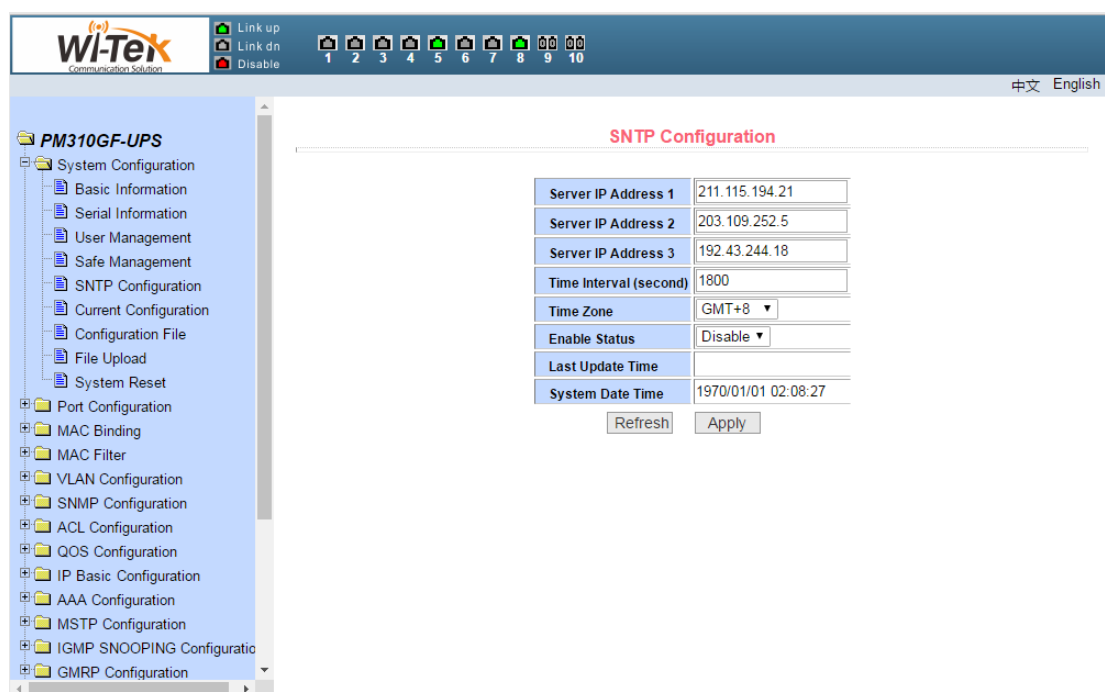 Wi-Tek
Communication Solution
Link up
Link dn
Disable
1 2 3 4 5 6 7 8 9 10
中文 English
PM310GF-UPS
System Configuration
Basic Information
Serial Information
User Management
Safe Management
SNTP Configuration
Current Configuration
Configuration File
File Upload
System Reset
Port Configuration
MAC Binding
MAC Filter
VLAN Configuration
SNMP Configuration
ACL Configuration
QOS Configuration
IP Basic Configuration
AAA Configuration
MSTP Configuration
IGMP SNOOPING Configuratio
GMRP Configuration
SNTP Configuration
Server IP Address 1 211.115.194.21
Server IP Address 2 203.109.252.5
Server IP Address 3 192.43.244.18
Time Interval (second) 1800
Time Zone GMT+8
Enable Status Disable
Last Update Time
System Date Time 1970/01/01 02:08:27
Refresh Apply